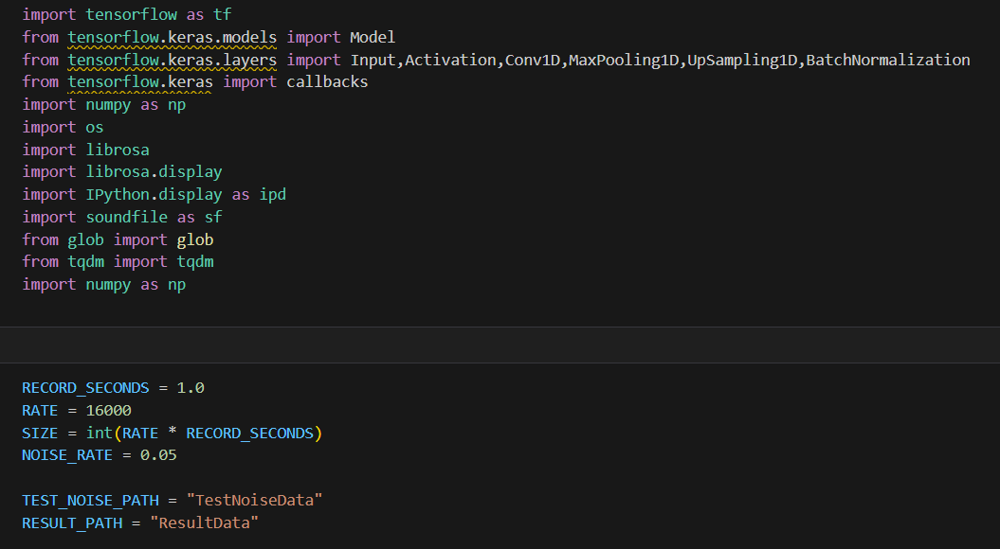 import tensorflow as tf
from tensorflow.keras.models import Model
from tensorflow.keras.layers import Input,Activation,Conv1D,MaxPooling1D,UpSampling1D,BatchNormalization
from tensorflow.keras import callbacks
import numpy as np
import os
import librosa
import librosa.display
import IPython.display as ipd
import soundfile as sf
from glob import glob
from tqdm import tqdm
import numpy as np
RECORD_SECONDS = 1.0
RATE = 16000
SIZE = int(RATE * RECORD_SECONDS)
NOISE_RATE = 0.05
TEST_NOISE_PATH = "TestNoiseData"
RESULT_PATH = "ResultData"